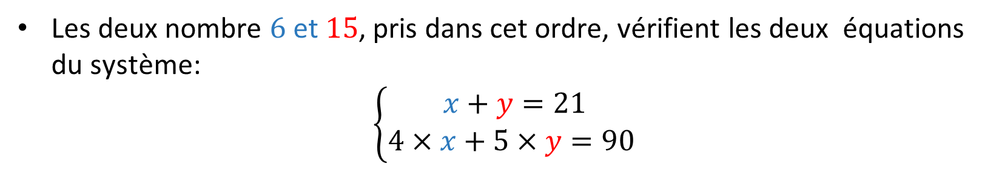 • Les deux nombre 6 et 15, pris dans cet ordre, vérifient les deux équations
du système:
{ x + y = 21
4 × x + 5 × y = 90